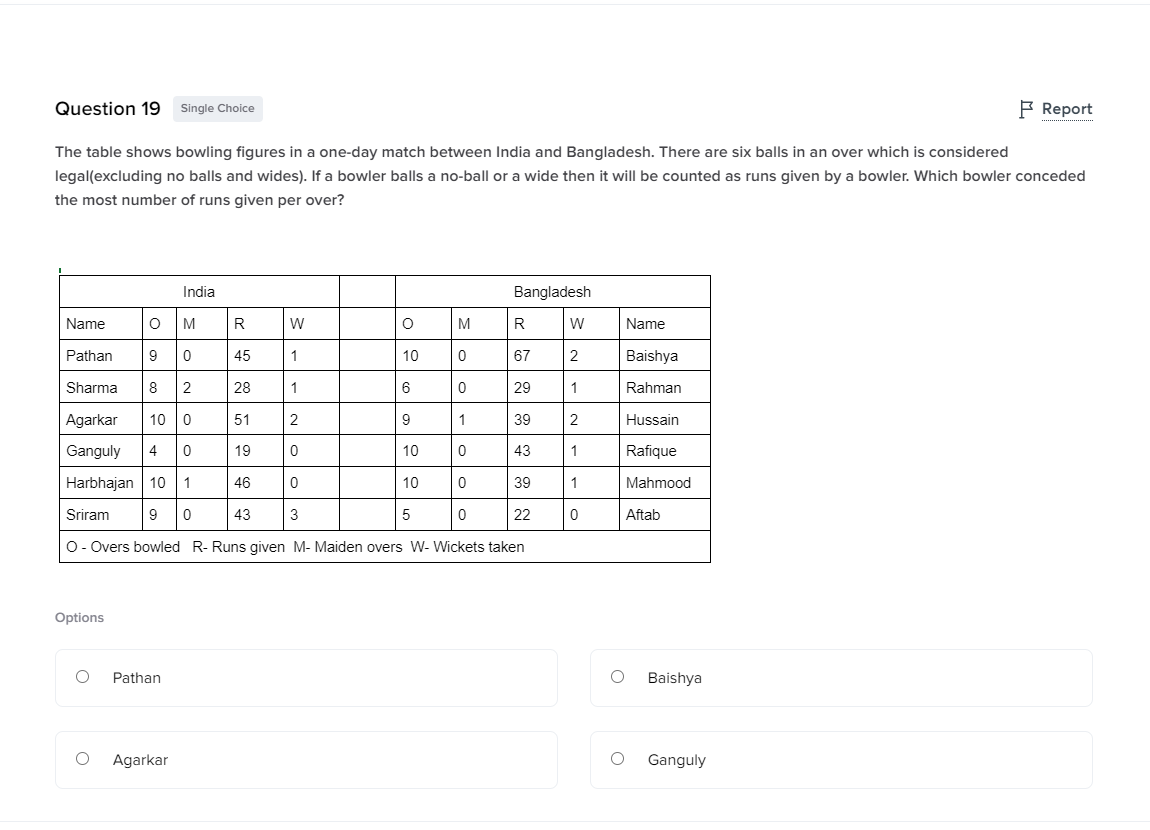 Question 19 Single Choice Report
The table shows bowling figures in a one-day match between India and Bangladesh. There are six balls in an over which is considered
legal(excluding no balls and wides). If a bowler balls a no-ball or a wide then it will be counted as runs given by a bowler. Which bowler conceded
the most number of runs given per over?
India Bangladesh
Name O M R W O M R W Name
Pathan 9 0 45 1 10 0 67 2 Baishya
Sharma 8 2 28 1 6 0 29 1 Rahman
Agarkar 10 0 51 2 9 1 39 2 Hussain
Ganguly 4 0 19 0 10 0 43 1 Rafique
Harbhajan 10 1 46 0 10 0 39 1 Mahmood
Sriram 9 0 43 3 5 0 22 0 Aftab
O - Overs bowled R- Runs given M- Maiden overs W- Wickets taken
Options
Pathan Baishya
Agarkar Ganguly